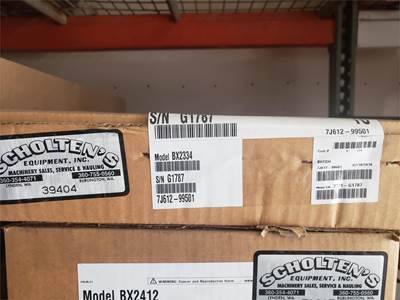 S/N G1787
7J612-99501
SCHOLTEN'S
EQUIPMENT, INC.
MACHINERY SALES, SERVICE & HAULING
360-354-4071
360-755-0560
LYNDEN, WA.
BURLINGTON, WA.
39404
Model BX2334
S/N G1787
7J612-99501
Model BX2412
SCHOLTEN'S
EQUIPMENT, INC.
MACHINERY SALES, SERVICE & HAULING
360-354-4071
360-755-0560